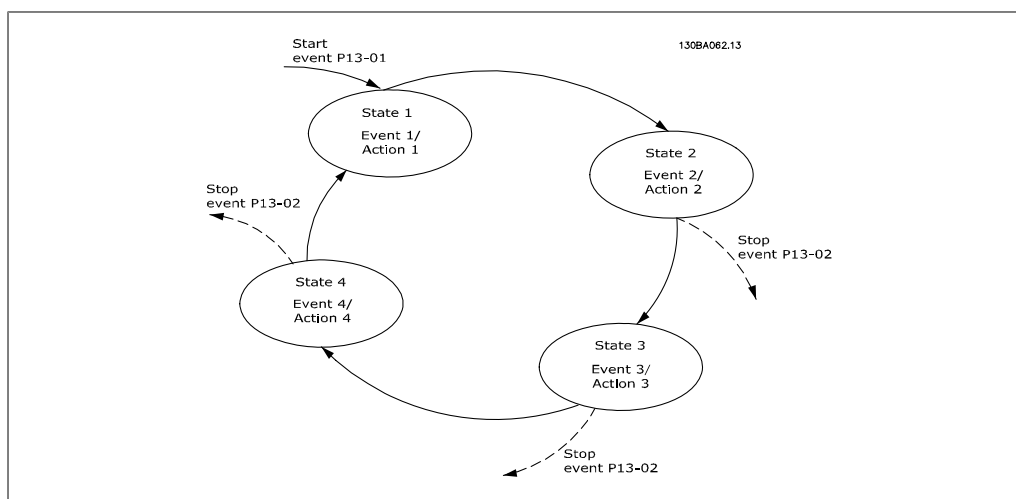 Start
event P13-01
130BA062.13
State 1
Event 1/
Action 1
State 2
Event 2/
Action 2
Stop
event P13-02
Stop
event P13-02
State 4
Event 4/
Action 4
State 3
Event 3/
Action 3
Stop
event P13-02